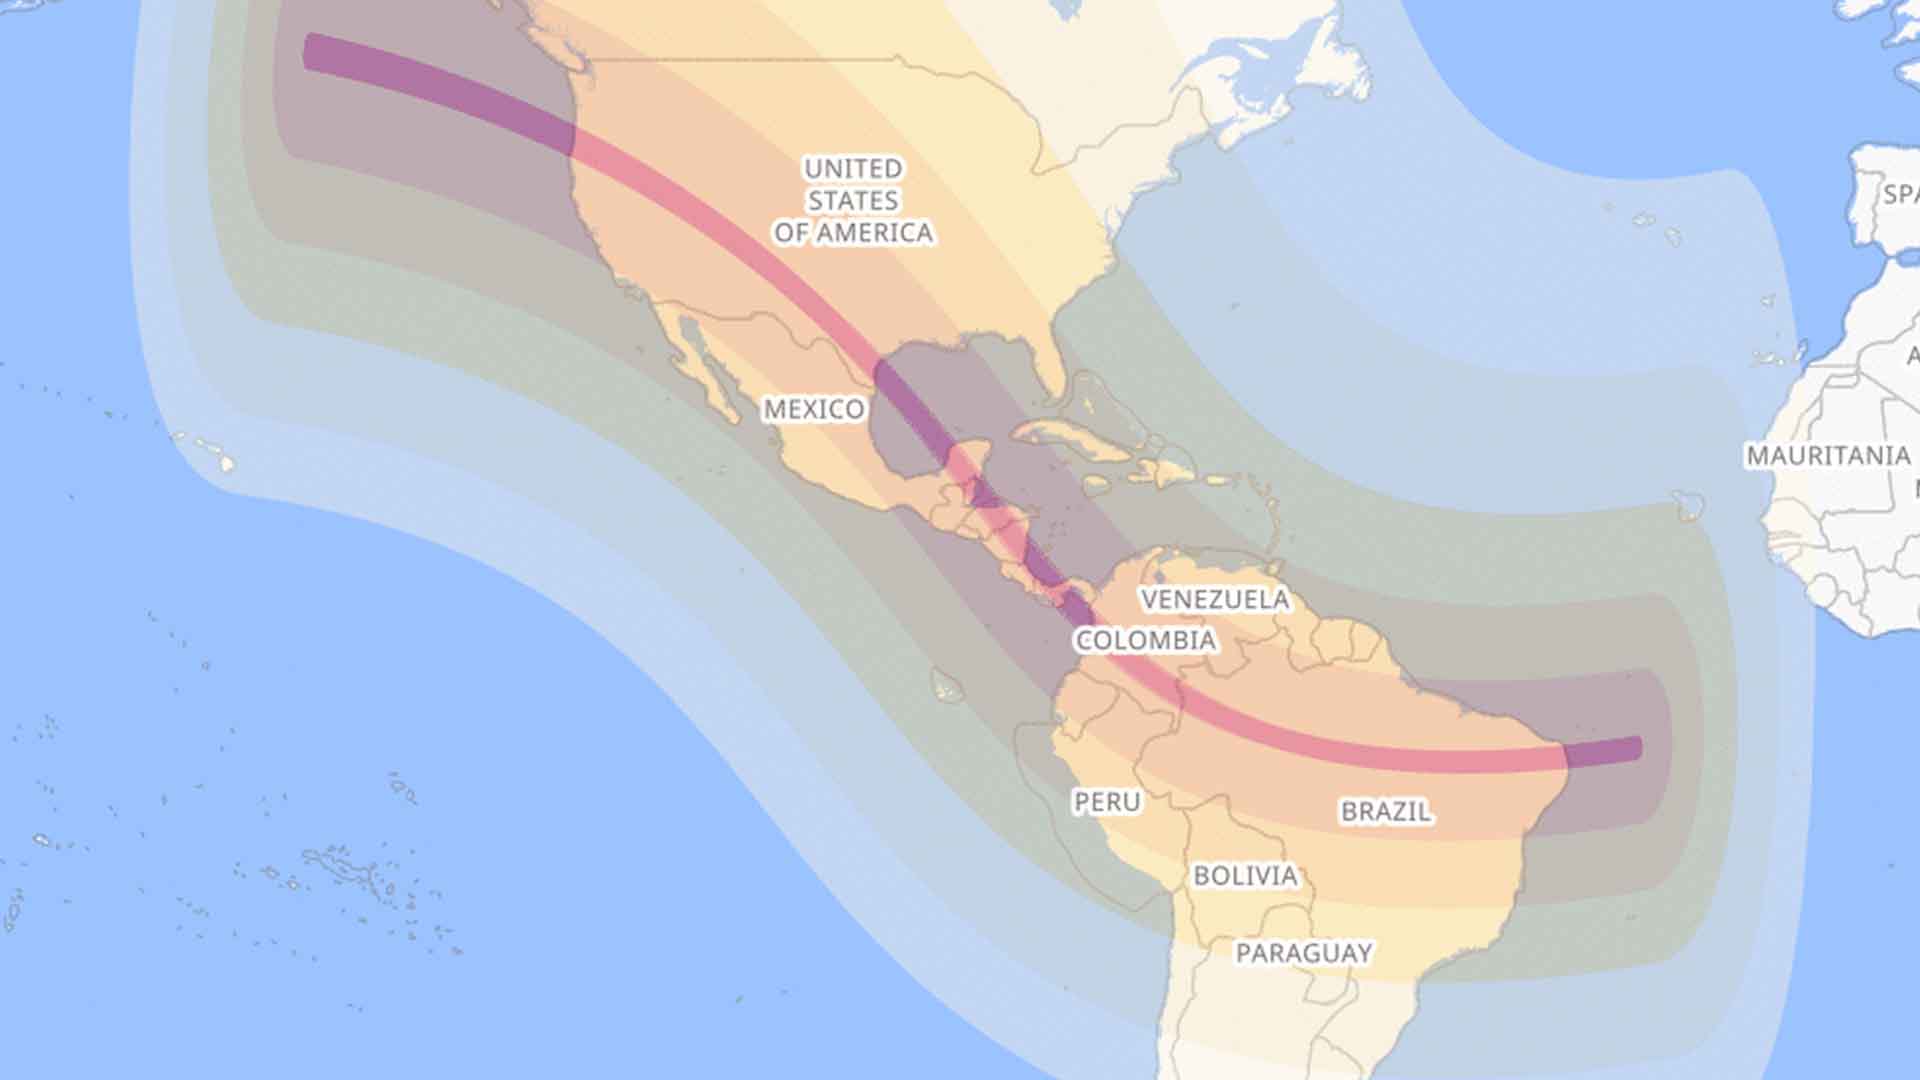 UNITED
STATES
OF AMERICA
SPA
MEXICO
MAURITANIA
VENEZUELA
COLOMBIA
PERU
BRAZIL
BOLIVIA
PARAGUAY